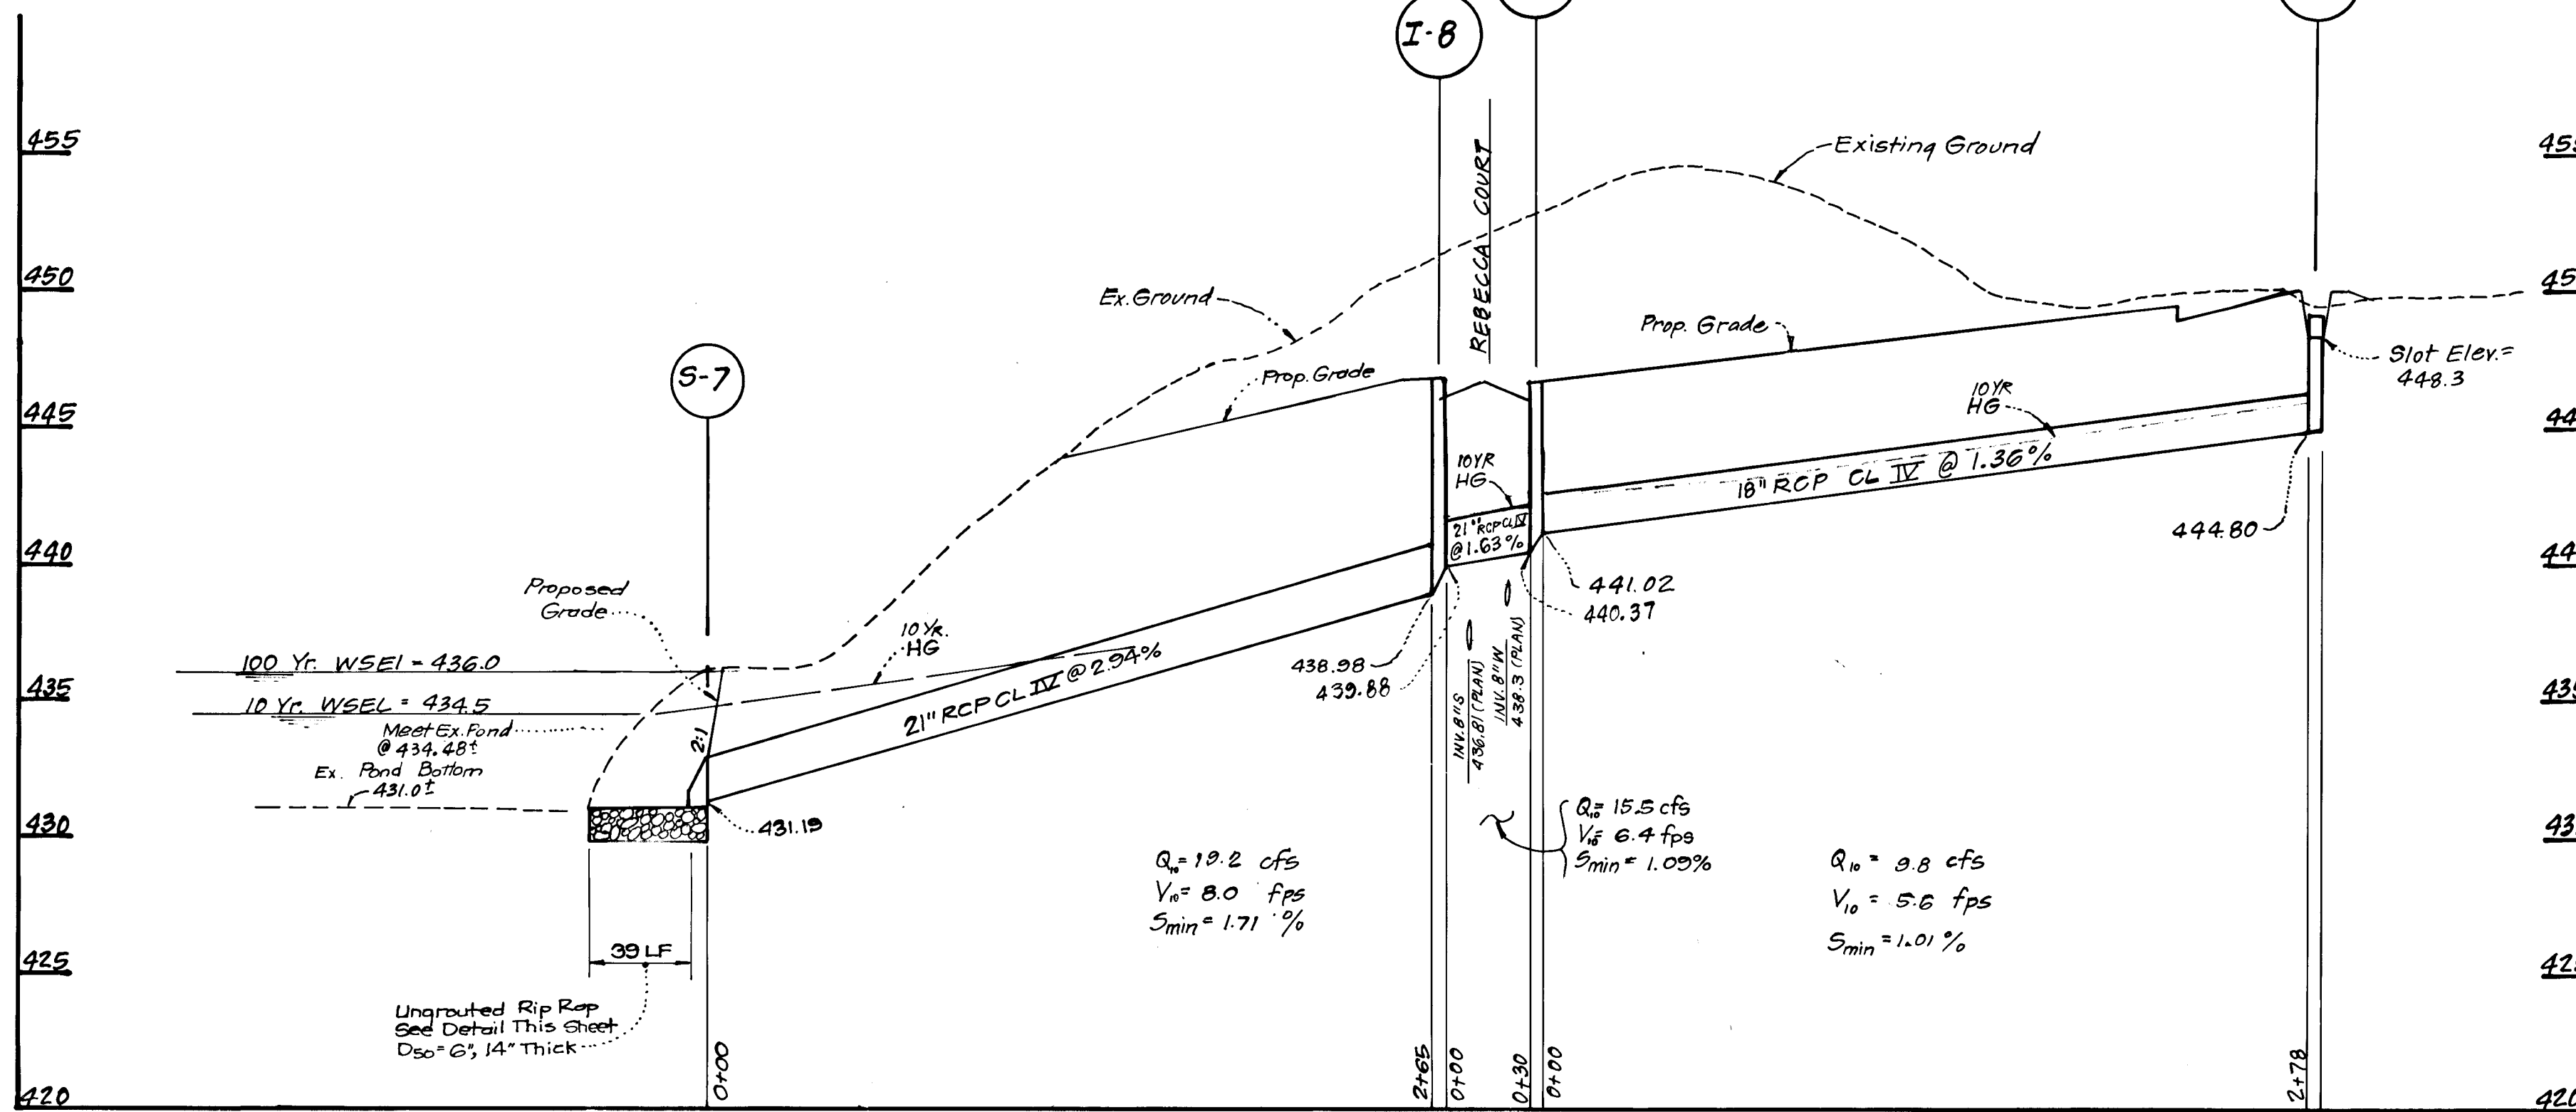 I-8
455
450
445
440
435
430
425
420
Existing Ground
REBECCA COURT
Ex. Ground
Prop. Grade
Prop. Grade
S-7
Slot Elev.=
448.3
10 YR
HG
10 YR
HG
18" RCP CL IV @ 1.36%
21" RCP CL IV
@ 1.63%
444.80
441.02
440.37
Proposed
Grade
10 YR.
HG
100 Yr. WSEl = 436.0
10 Yr. WSEL = 434.5
21" RCP CL IV @ 2.94%
438.98
439.88
INV. 8" S
436.81 (PLAN)
INV. 8" W
438.3 (PLAN)
Meet Ex. Pond
@ 434.48±
Ex. Pond Bottom
431.0±
2:1
431.19
Q10= 19.2 cfs
V10= 8.0 fps
Smin= 1.71 %
Q10= 15.5 cfs
V10= 6.4 fps
Smin= 1.09%
Q10 = 9.8 cfs
V10 = 5.6 fps
Smin = 1.01 %
39 LF
Ungrouted Rip Rap
See Detail This Sheet
D50=6", 14" Thick
0+00
2+65
0+00
0+30
0+00
2+78
420